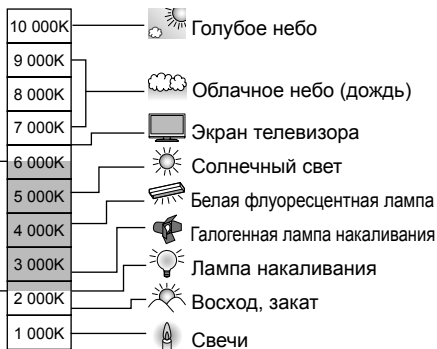 10 000K Голубое небо
9 000K
8 000K Облачное небо (дождь)
7 000K Экран телевизора
6 000K Солнечный свет
5 000K Белая флуоресцентная лампа
4 000K Галогенная лампа накаливания
3 000K Лампа накаливания
2 000K Восход, закат
1 000K Свечи